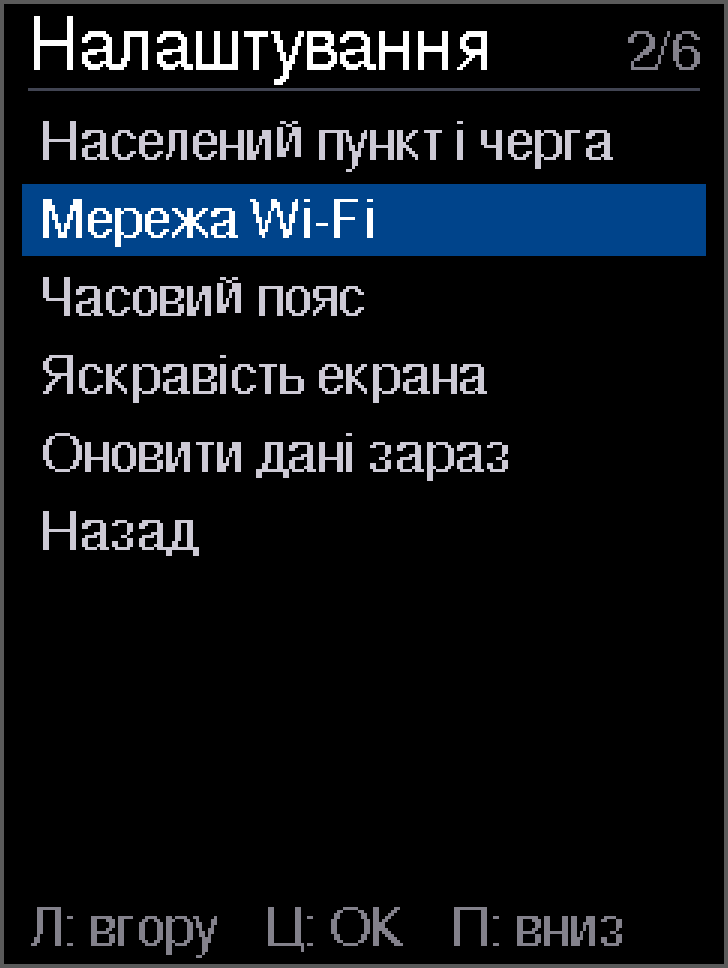 Налаштування 2/6
Населений пункт і черга
Мережа Wi-Fi
Часовий пояс
Яскравість екрана
Оновити дані зараз
Назад
Л: вгору Ц: ОК П: вниз